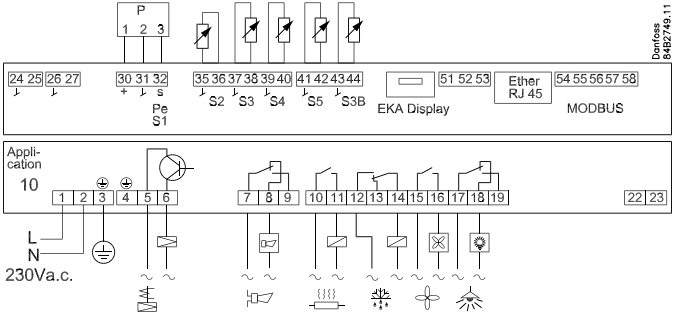 P
1 2 3
Danfoss
84B2749.11
24 25 26 27 30 31 32 35 36 37 38 39 40 41 42 43 44 51 52 53 54 55 56 57 58
+ s S2 S3 S4 S5 S3B
Pe
S1
EKA Display
Ether
RJ 45
MODBUS
Appli-
cation
10
1 2 3 4 5 6 7 8 9 10 11 12 13 14 15 16 17 18 19 22 23
L
N
230Va.c.